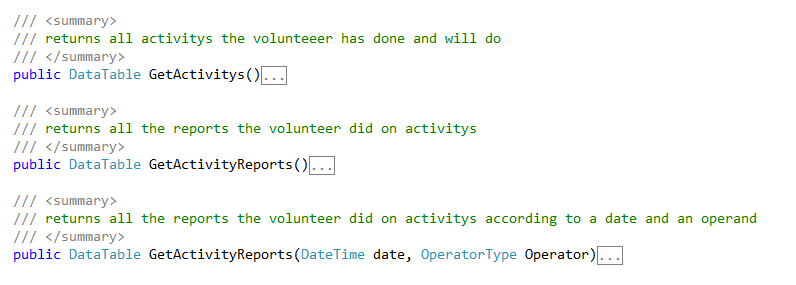 /// <summary>
/// returns all activitys the volunteeer has done and will do
/// </summary>
public DataTable GetActivitys()...
/// <summary>
/// returns all the reports the volunteer did on activitys
/// </summary>
public DataTable GetActivityReports()...
/// <summary>
/// returns all the reports the volunteer did on activitys according to a date and an operand
/// </summary>
public DataTable GetActivityReports(DateTime date, OperatorType Operator)...